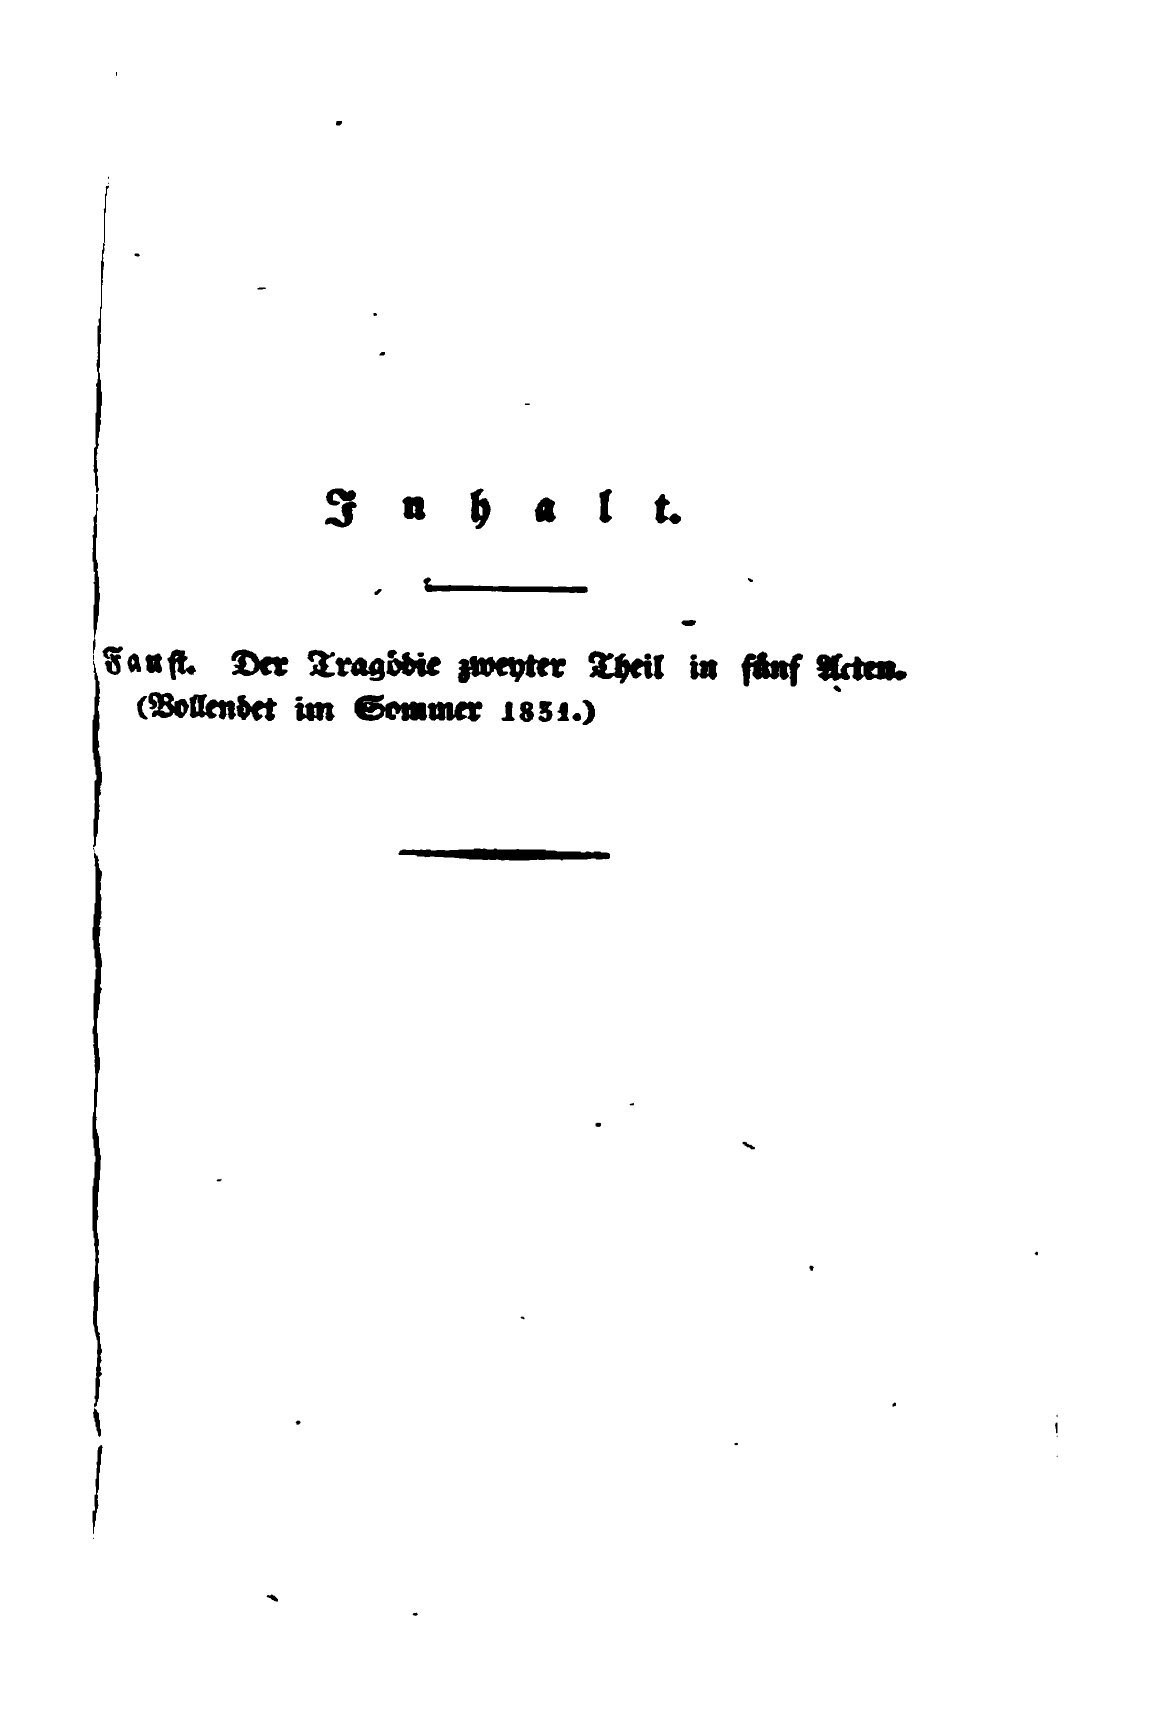 Inhalt.
Faust. Der Tragödie zweyter Theil in fünf Acten.
(Vollendet im Sommer 1831.)